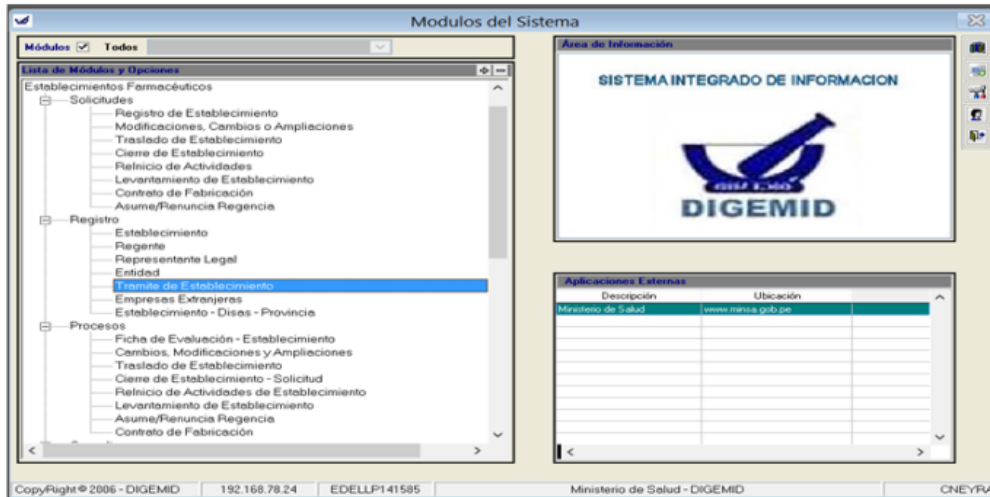 Modulos del Sistema
Módulos Todos
Lista de Módulos y Opciones
Establecimientos Farmacéuticos
Solicitudes
Registro de Establecimiento
Modificaciones, Cambios o Ampliaciones
Traslado de Establecimiento
Cierre de Establecimiento
ReInicio de Actividades
Levantamiento de Establecimiento
Contrato de Fabricación
Asume/Renuncia Regencia
Registro
Establecimiento
Regente
Representante Legal
Entidad
Tramite de Establecimiento
Empresas Extranjeras
Establecimiento - Disas - Provincia
Procesos
Ficha de Evaluación - Establecimiento
Cambios, Modificaciones y Ampliaciones
Traslado de Establecimiento
Cierre de Establecimiento - Solicitud
ReInicio de Actividades de Establecimiento
Levantamiento de Establecimiento
Asume/Renuncia Regencia
Contrato de Fabricación
Área de Información
SISTEMA INTEGRADO DE INFORMACION
DIGEMID
Aplicaciones Externas
Descripción Ubicación
Ministerio de Salud www.minsa.gob.pe
CopyRight © 2006 - DIGEMID 192.168.78.24 EDELLP141585 Ministerio de Salud - DIGEMID CNEYRA